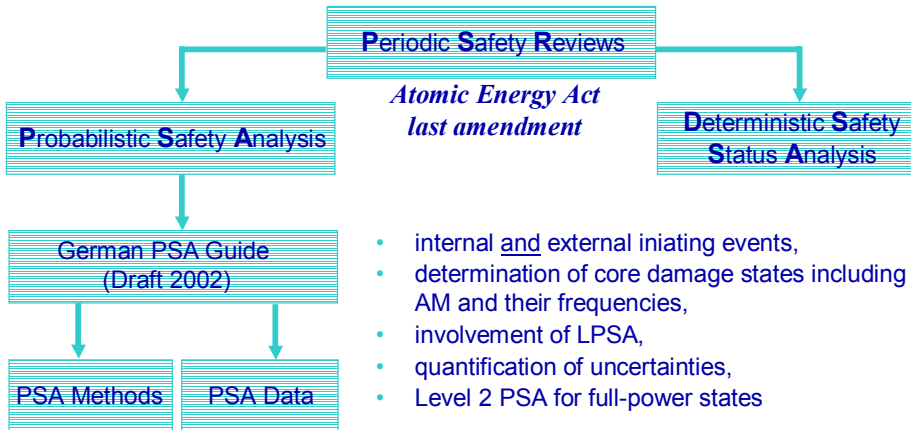 Periodic Safety Reviews
Atomic Energy Act
last amendment
Probabilistic Safety Analysis
Deterministic Safety
Status Analysis
German PSA Guide
(Draft 2002)
PSA Methods
PSA Data
• internal and external iniating events,
• determination of core damage states including
AM and their frequencies,
• involvement of LPSA,
• quantification of uncertainties,
• Level 2 PSA for full-power states